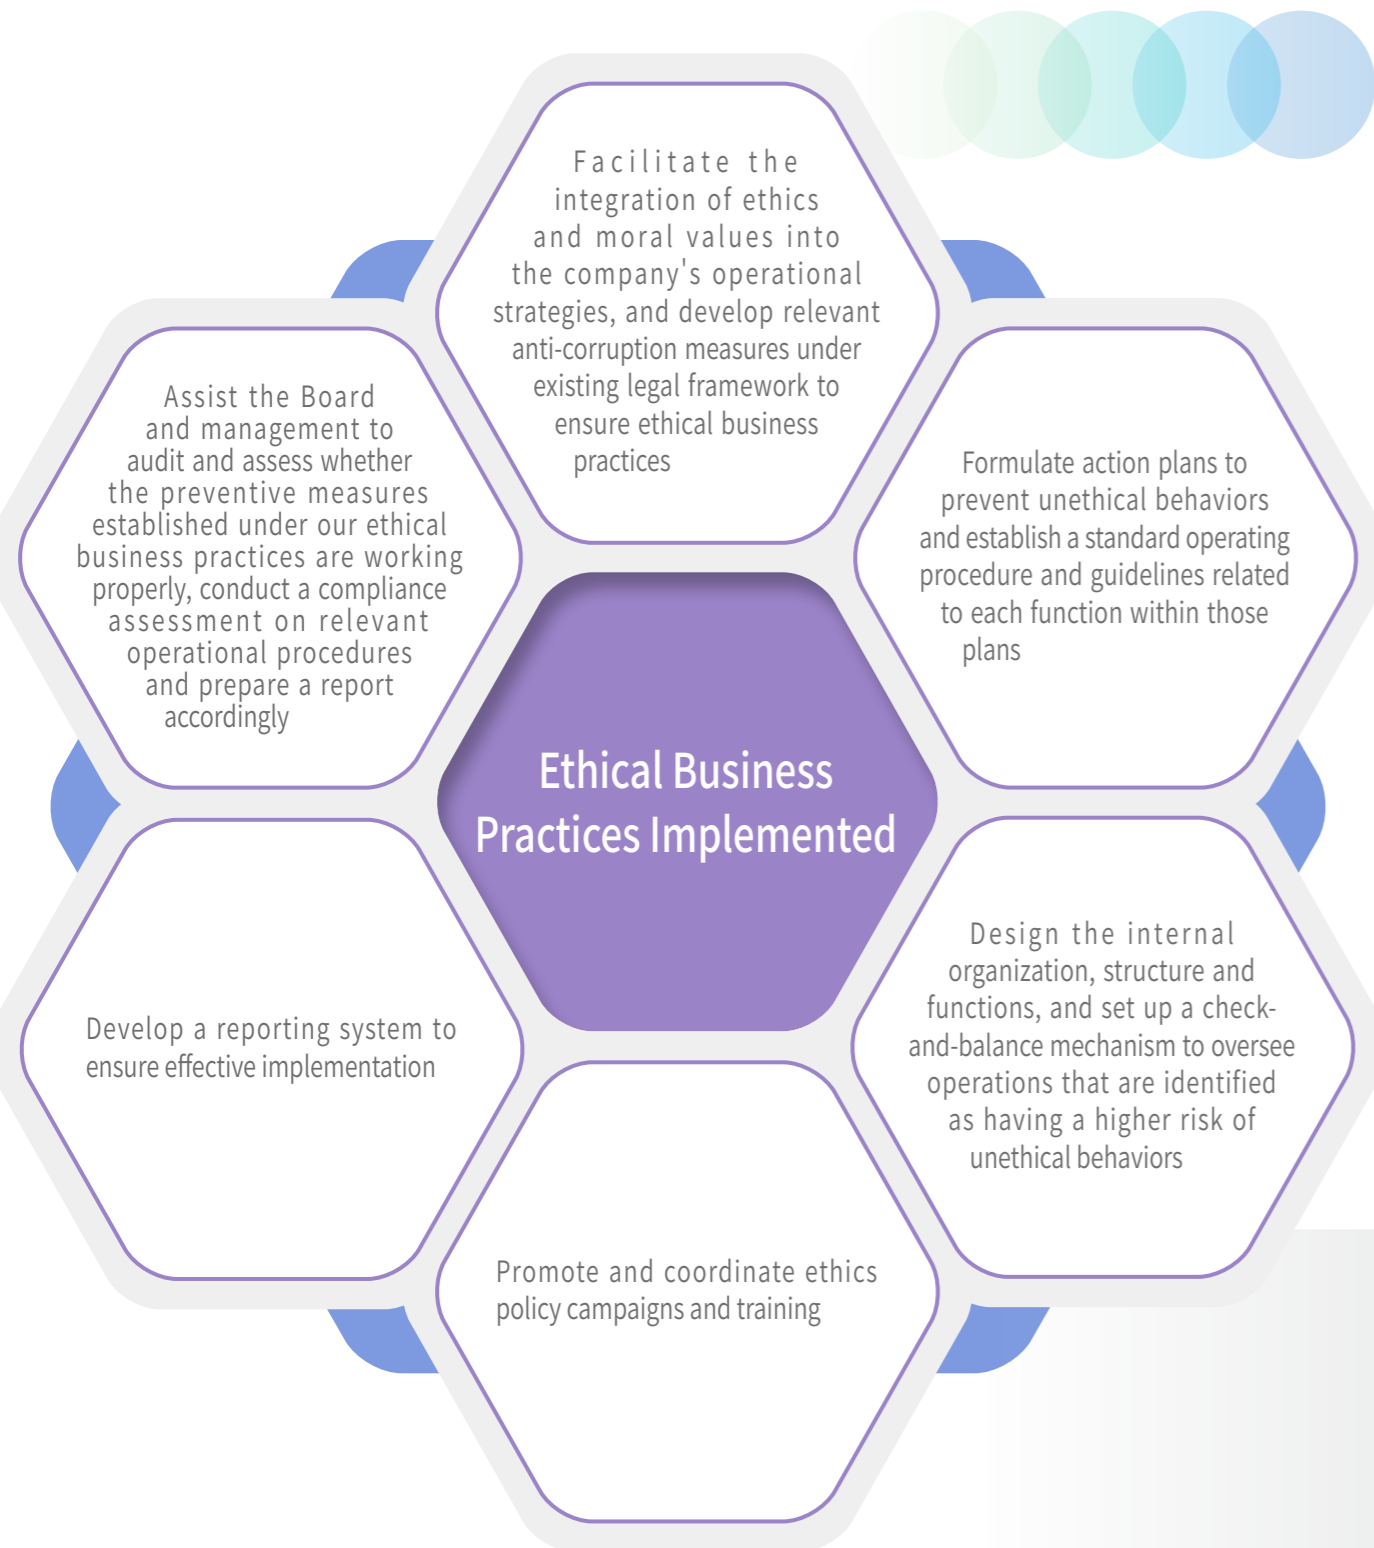 Facilitate the
integration of ethics
and moral values into
the company's operational
strategies, and develop relevant
anti-corruption measures under
existing legal framework to
ensure ethical business
practices
Assist the Board
and management to
audit and assess whether
the preventive measures
established under our ethical
business practices are working
properly, conduct a compliance
assessment on relevant
operational procedures
and prepare a report
accordingly
Formulate action plans to
prevent unethical behaviors
and establish a standard operating
procedure and guidelines related
to each function within those
plans
Ethical Business
Practices Implemented
Develop a reporting system to
ensure effective implementation
Design the internal
organization, structure and
functions, and set up a check-
and-balance mechanism to oversee
operations that are identified
as having a higher risk of
unethical behaviors
Promote and coordinate ethics
policy campaigns and training